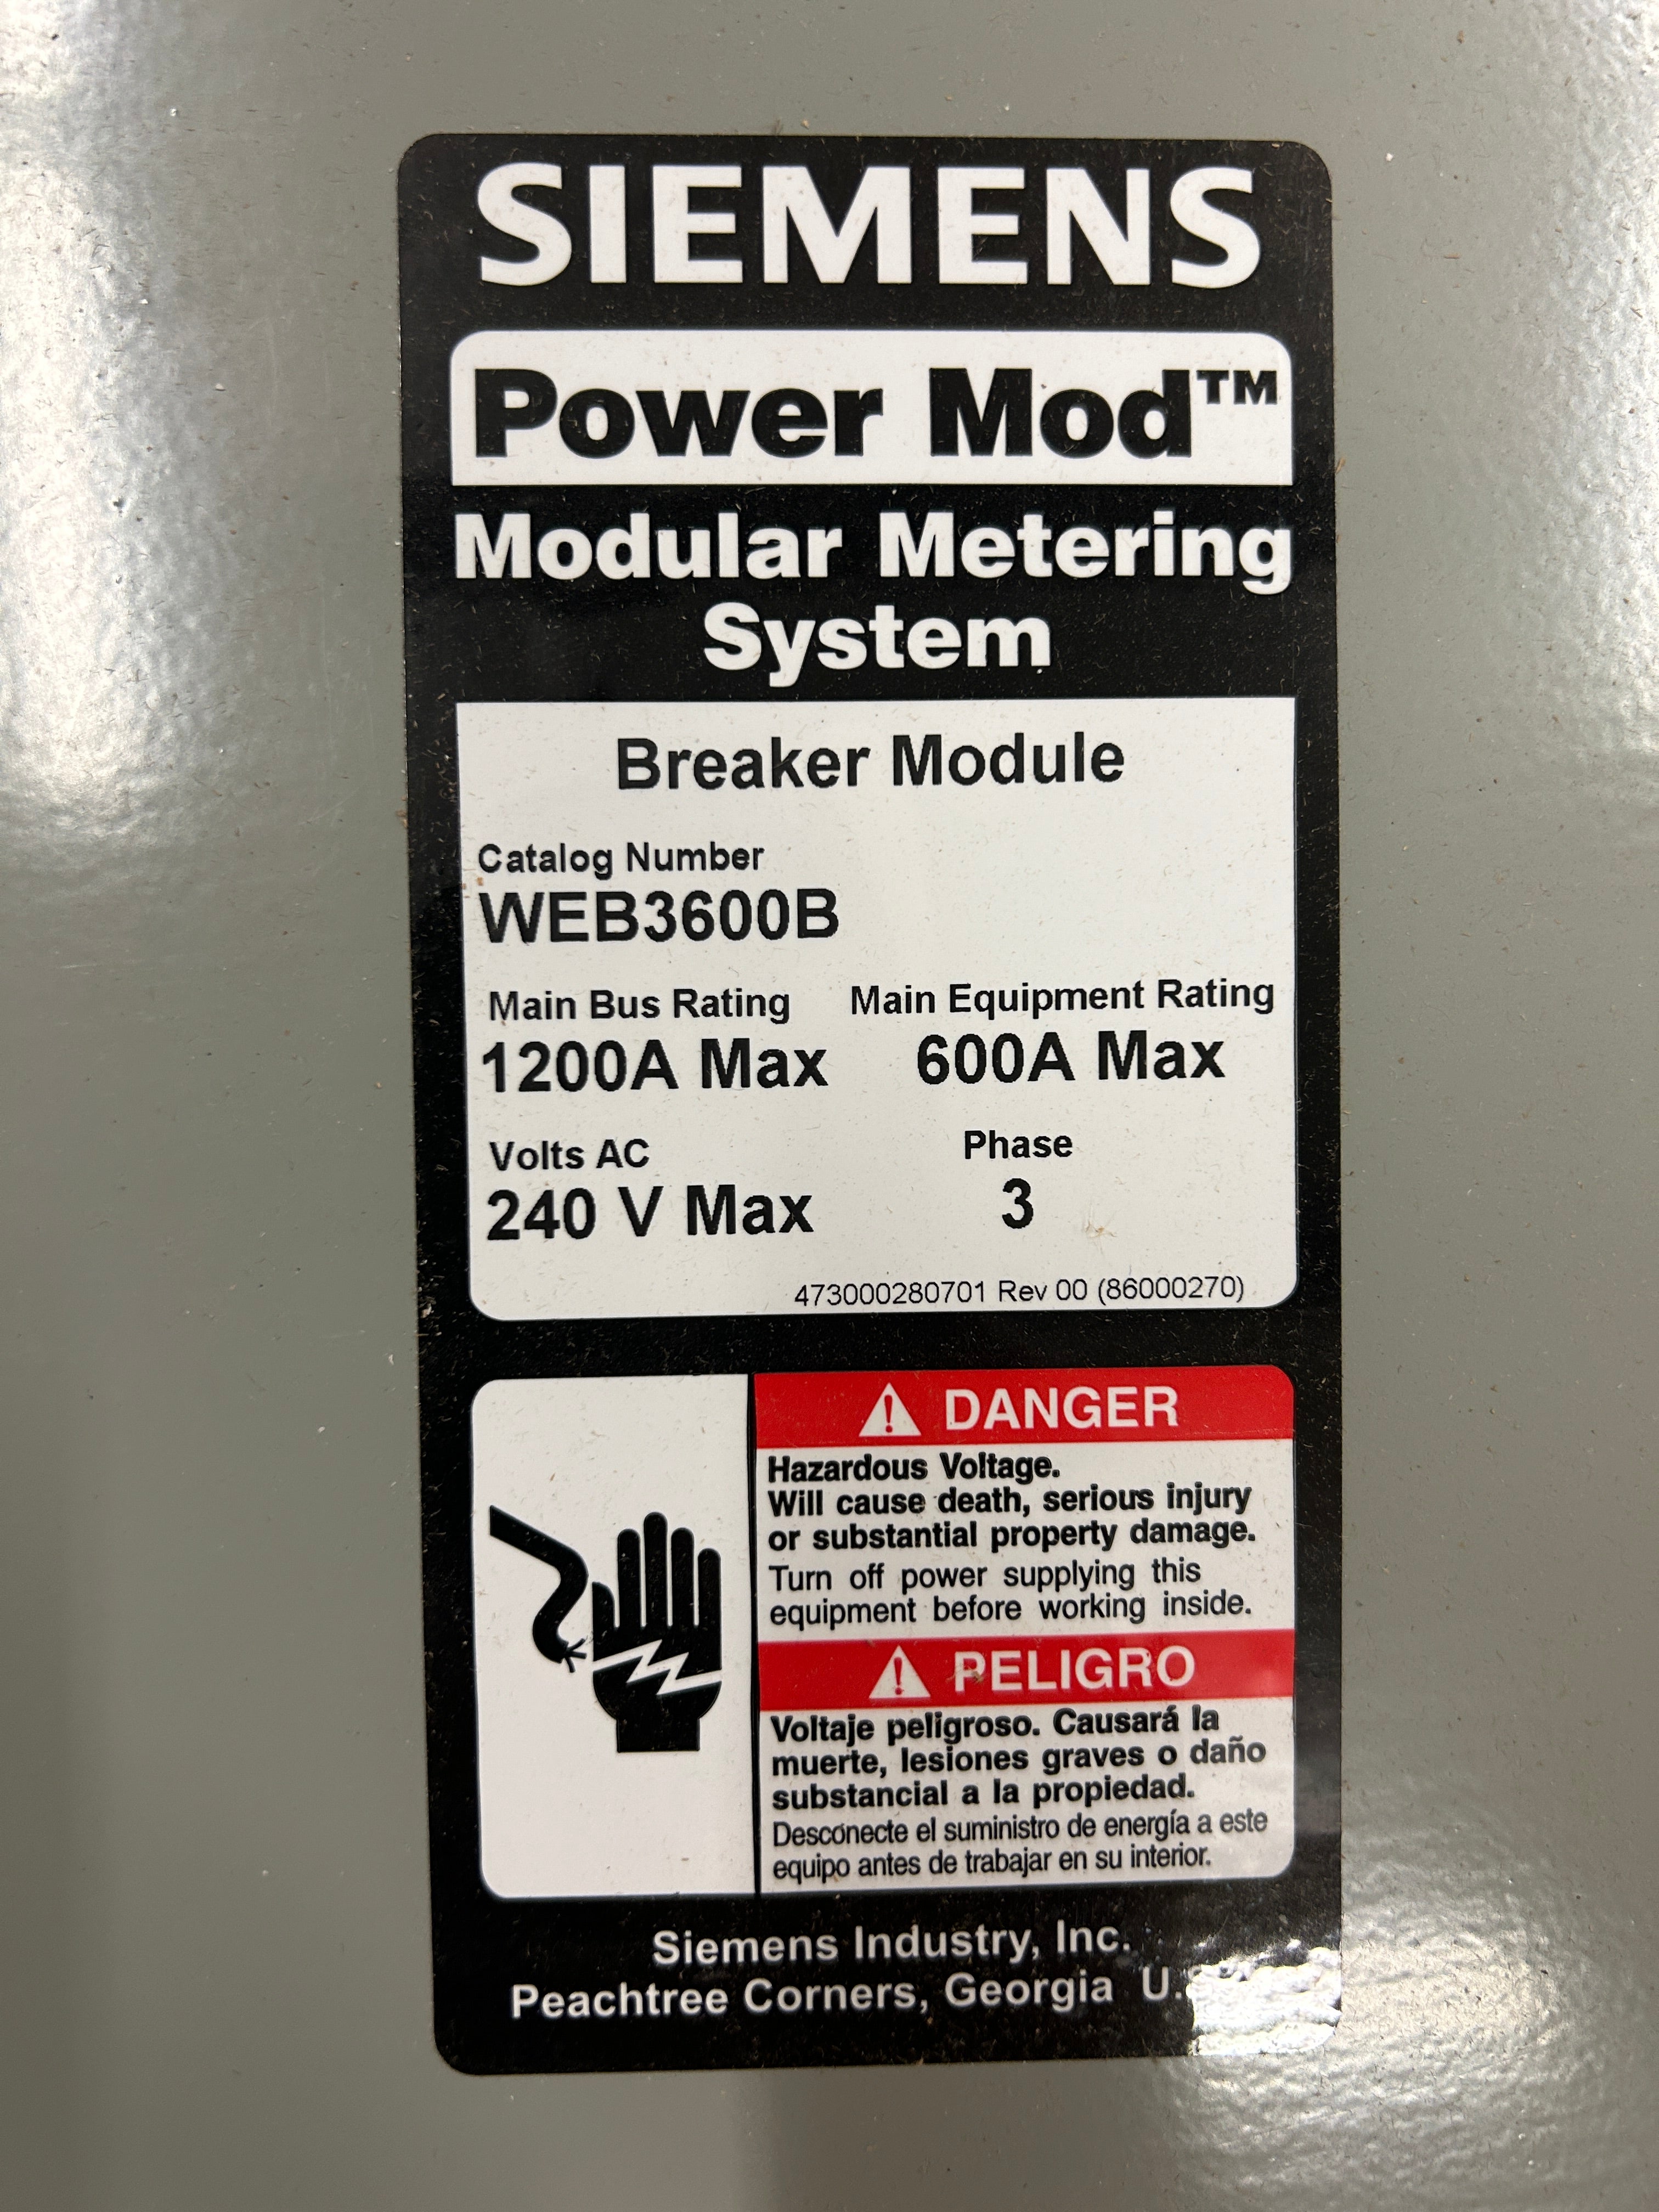 SIEMENS
Power Mod™
Modular Metering
System
Breaker Module
Catalog Number
WEB3600B
Main Bus Rating Main Equipment Rating
1200A Max 600A Max
Volts AC Phase
240 V Max 3
473000280701 Rev 00 (86000270)
DANGER
Hazardous Voltage.
Will cause death, serious injury
or substantial property damage.
Turn off power supplying this
equipment before working inside.
PELIGRO
Voltaje peligroso. Causará la
muerte, lesiones graves o daño
substancial a la propiedad.
Desconecte el suministro de energía a este
equipo antes de trabajar en su interior.
Siemens Industry, Inc.
Peachtree Corners, Georgia